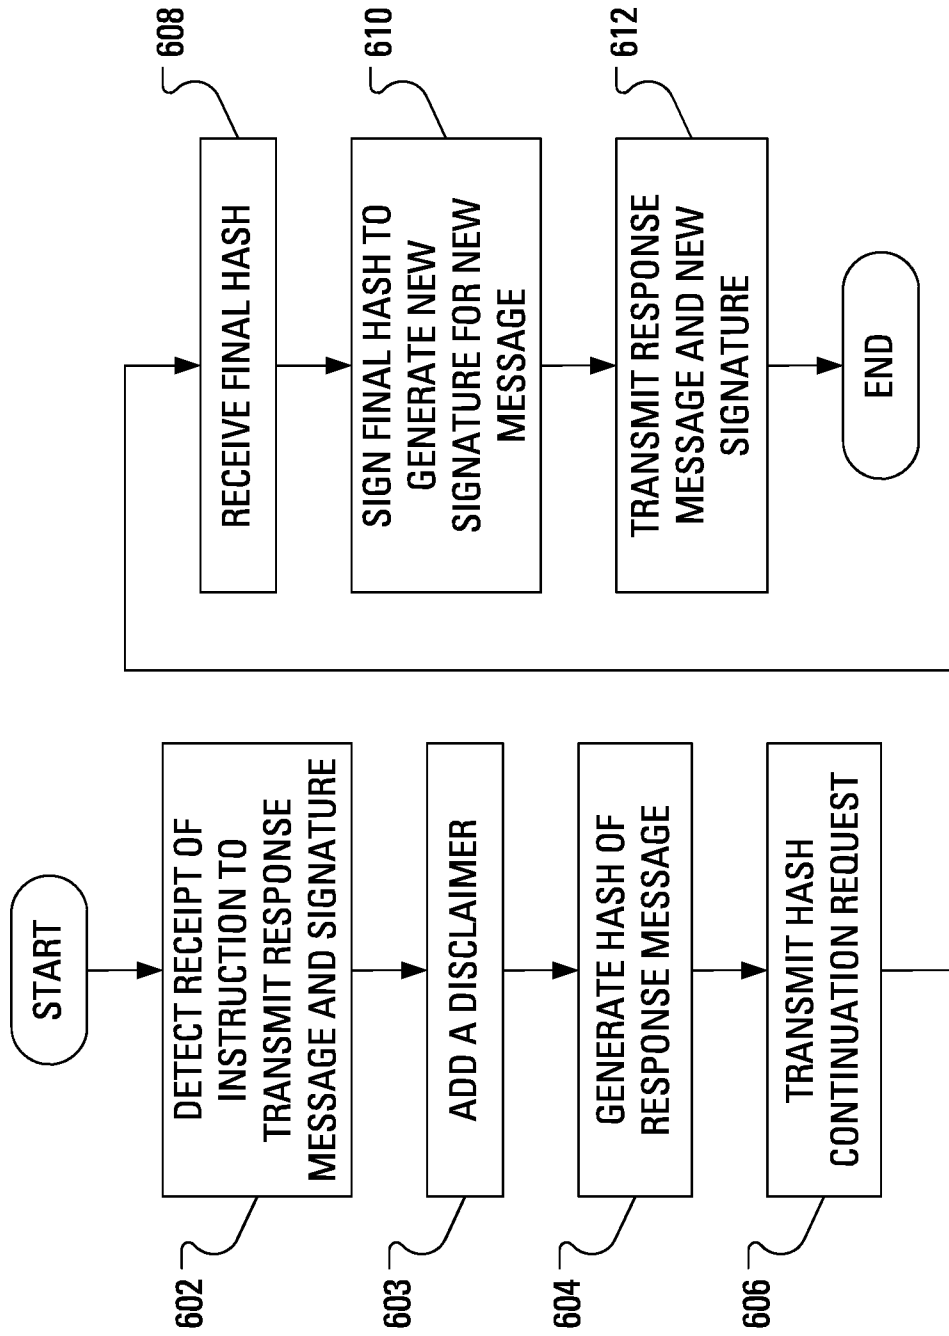 START
DETECT RECEIPT OF
INSTRUCTION TO
TRANSMIT RESPONSE
MESSAGE AND SIGNATURE
602
ADD A DISCLAIMER
603
GENERATE HASH OF
RESPONSE MESSAGE
604
TRANSMIT HASH
CONTINUATION REQUEST
606
RECEIVE FINAL HASH
608
SIGN FINAL HASH TO
GENERATE NEW
SIGNATURE FOR NEW
MESSAGE
610
TRANSMIT RESPONSE
MESSAGE AND NEW
SIGNATURE
612
END